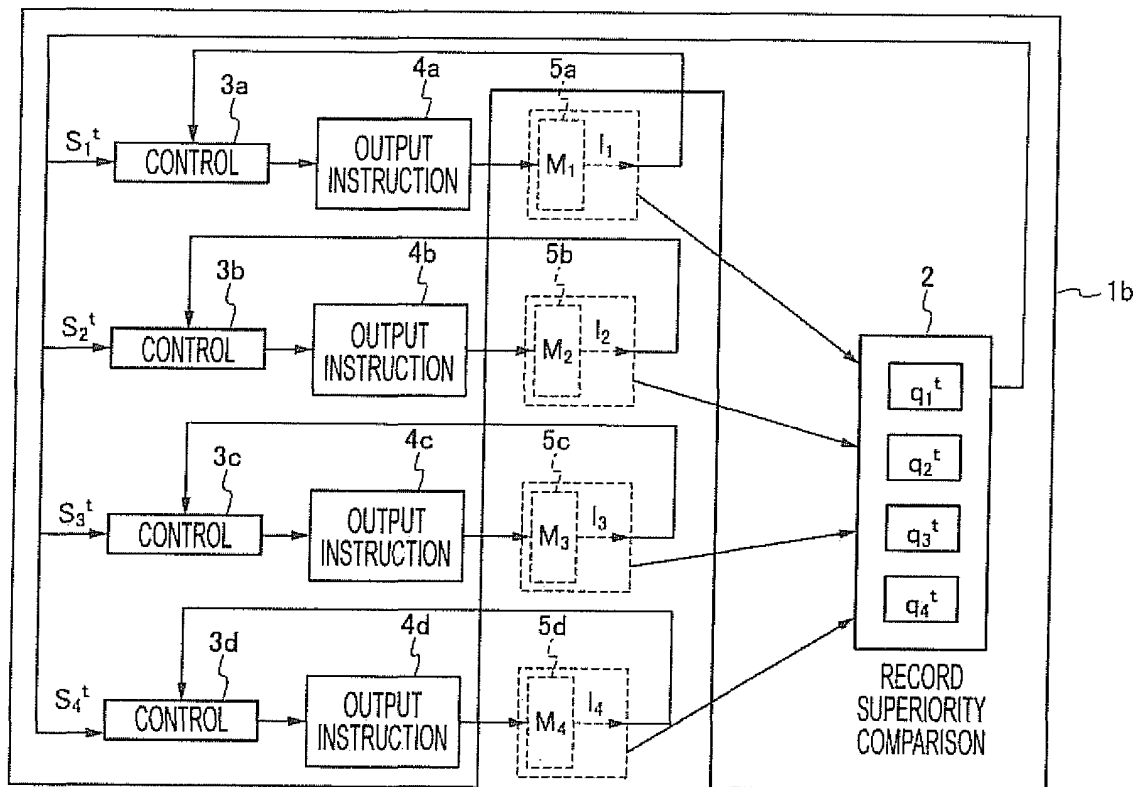 5a
4a
3a
S₁ᵗ
CONTROL
OUTPUT
INSTRUCTION
M₁
I₁
5b
4b
3b
S₂ᵗ
CONTROL
OUTPUT
INSTRUCTION
M₂
I₂
2
1b
q₁ᵗ
q₂ᵗ
q₃ᵗ
q₄ᵗ
RECORD
SUPERIORITY
COMPARISON
5c
4c
3c
S₃ᵗ
CONTROL
OUTPUT
INSTRUCTION
M₃
I₃
5d
4d
3d
S₄ᵗ
CONTROL
OUTPUT
INSTRUCTION
M₄
I₄